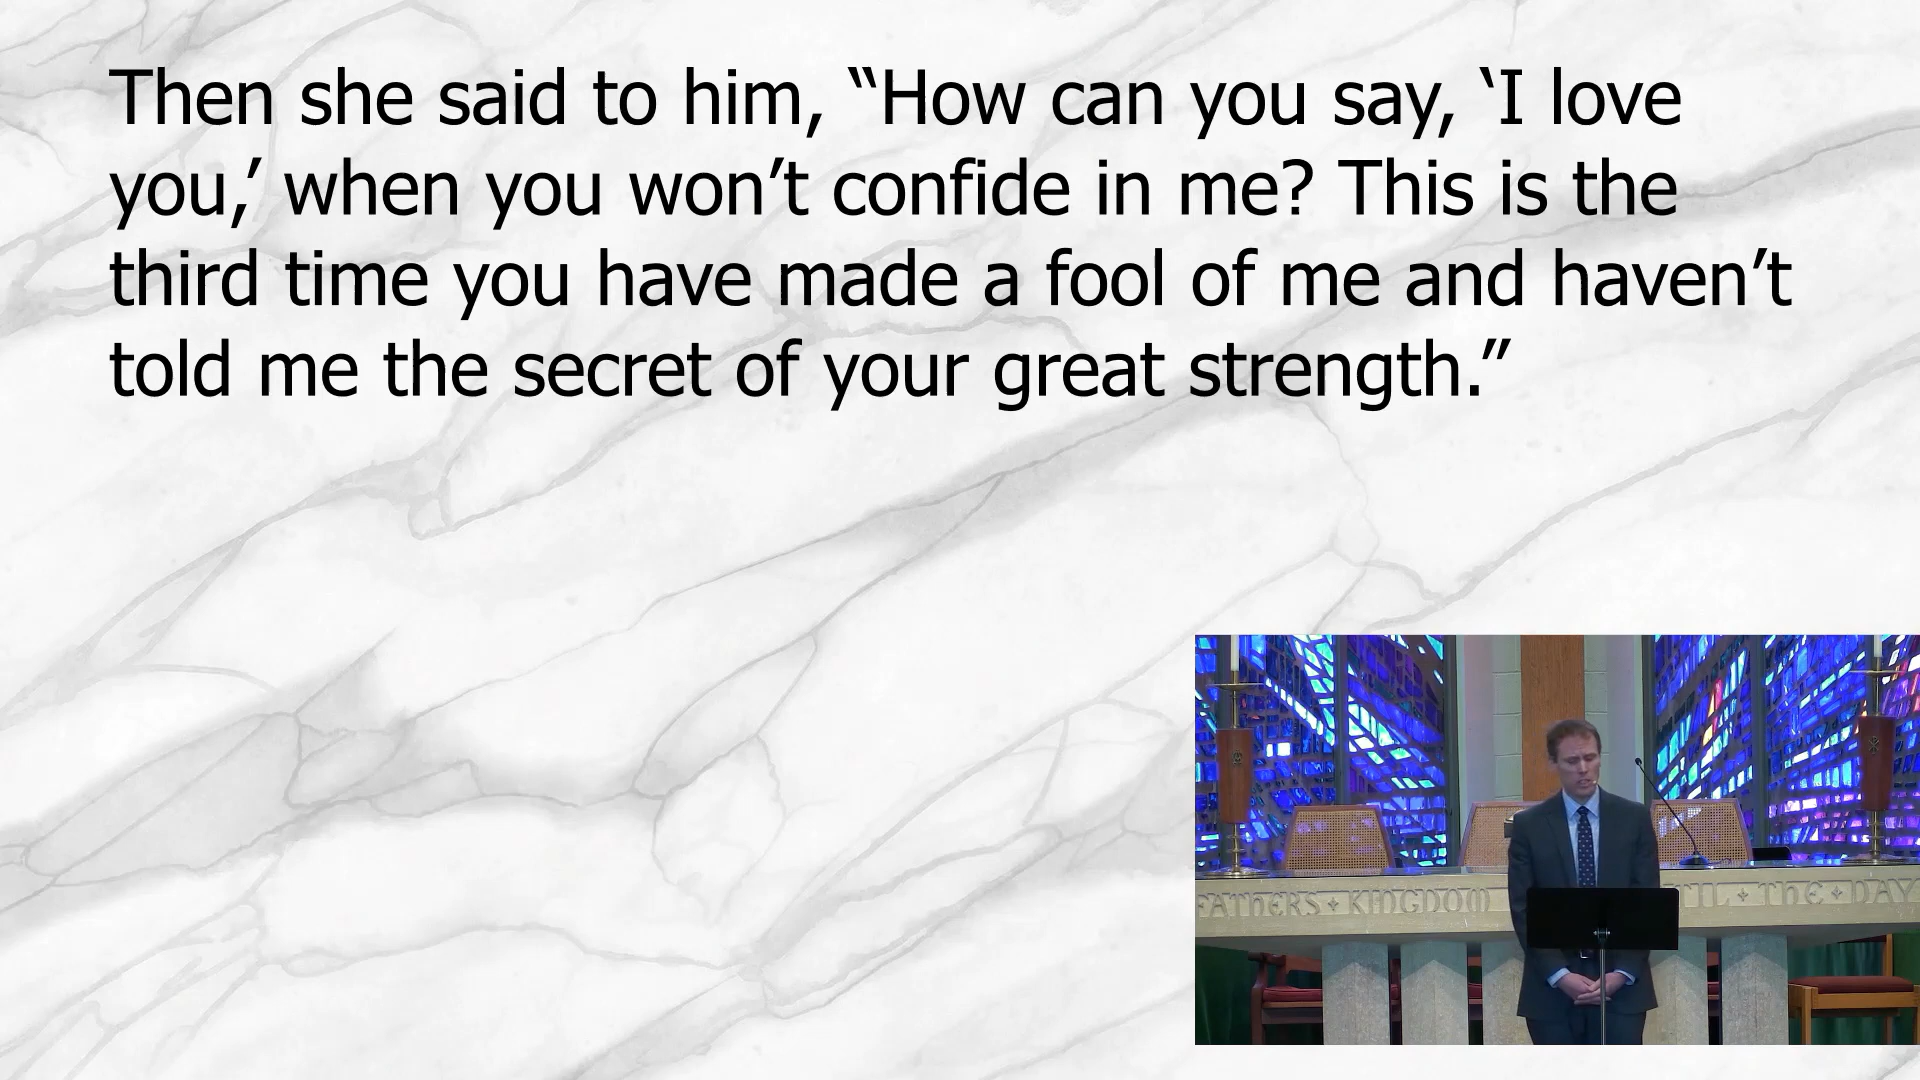 Then she said to him, “How can you say, ‘I love
you,’ when you won’t confide in me? This is the
third time you have made a fool of me and haven’t
told me the secret of your great strength.”
FATHERS + KINGDOM
TIL + THE + DAY